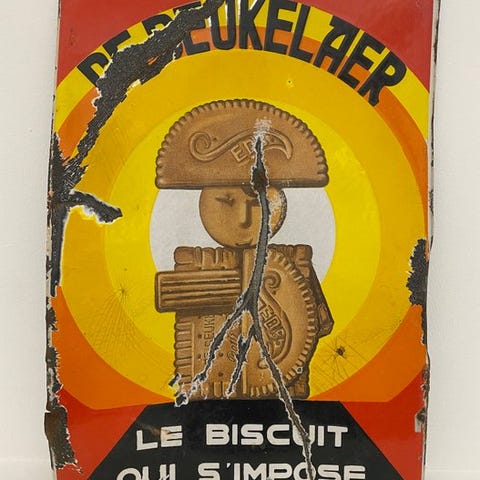 DE BEUKELAER
LE BISCUIT
QUI S'IMPOSE